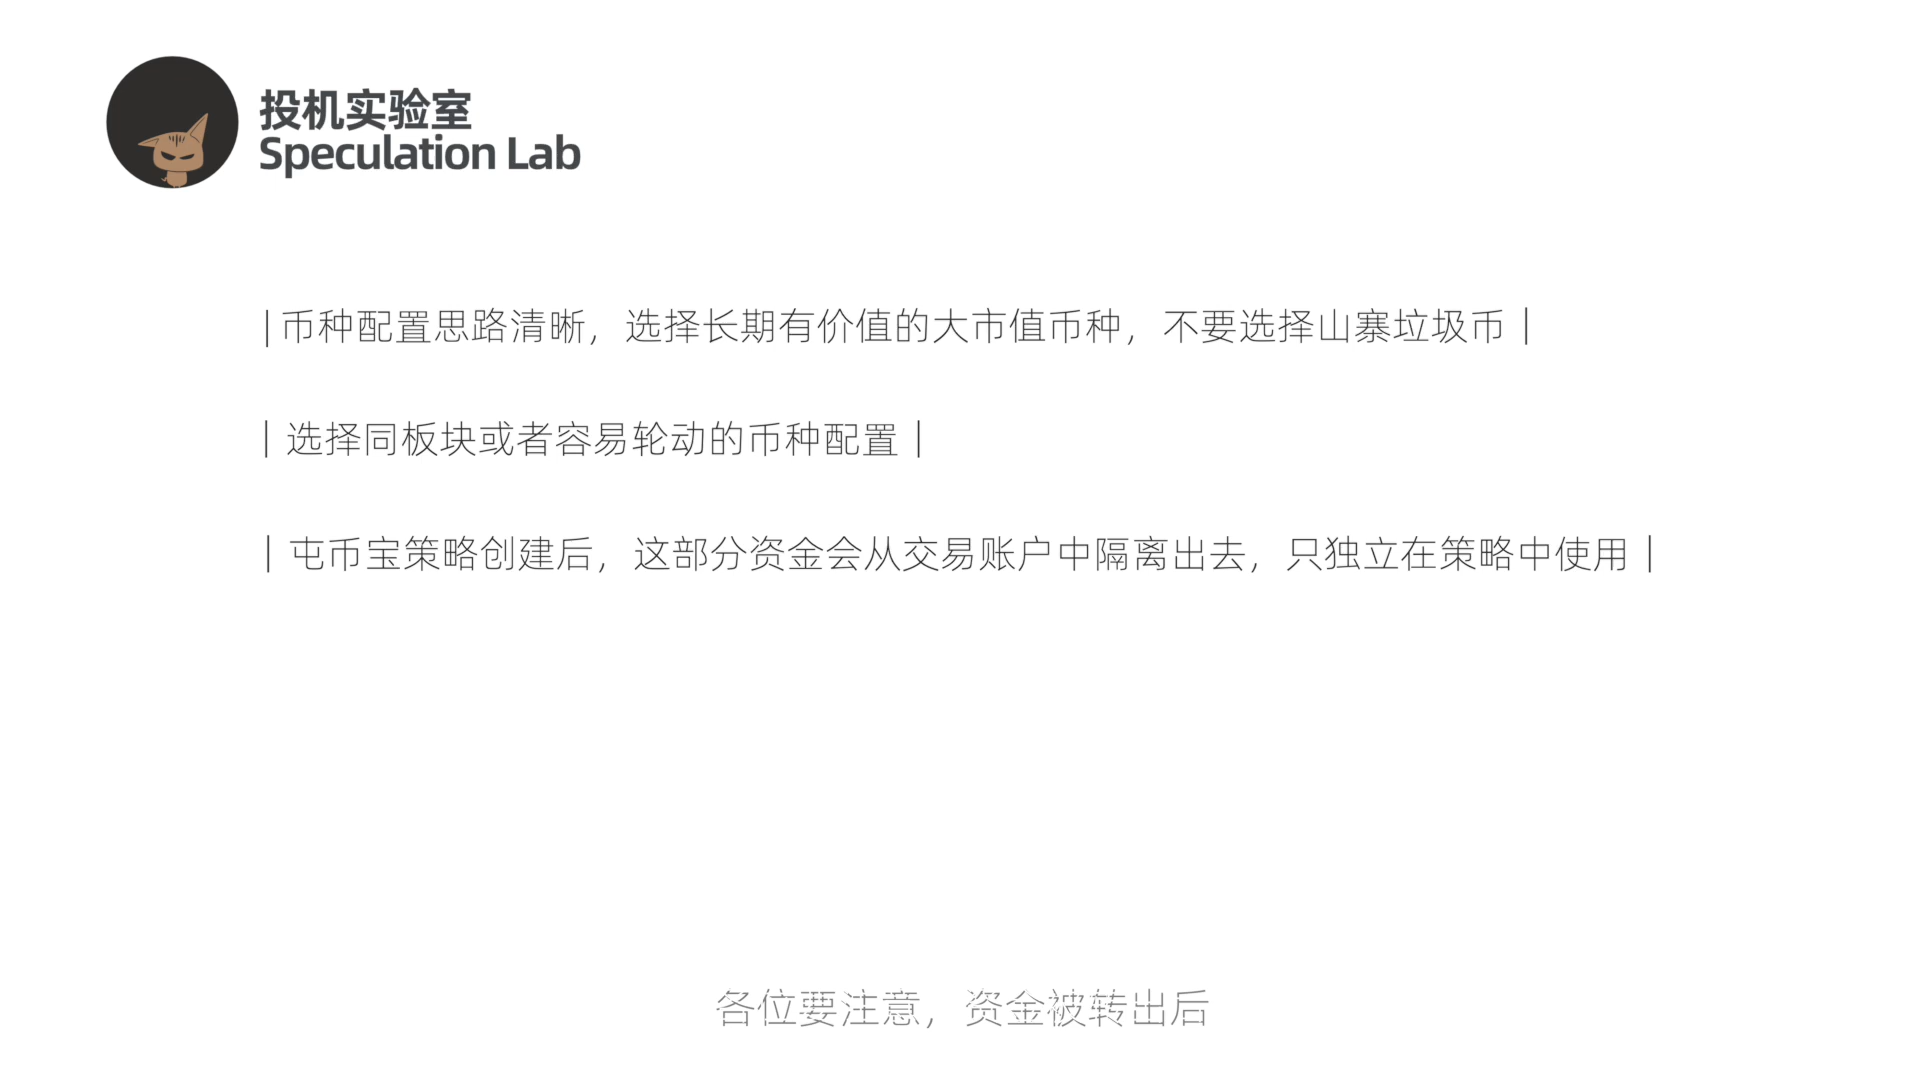 投机实验室
Speculation Lab
|币种配置思路清晰，选择长期有价值的大市值币种，不要选择山寨垃圾币|
| 选择同板块或者容易轮动的币种配置 |
| 屯币宝策略创建后，这部分资金会从交易账户中隔离出去，只独立在策略中使用 |
各位要注意，资金被转出后